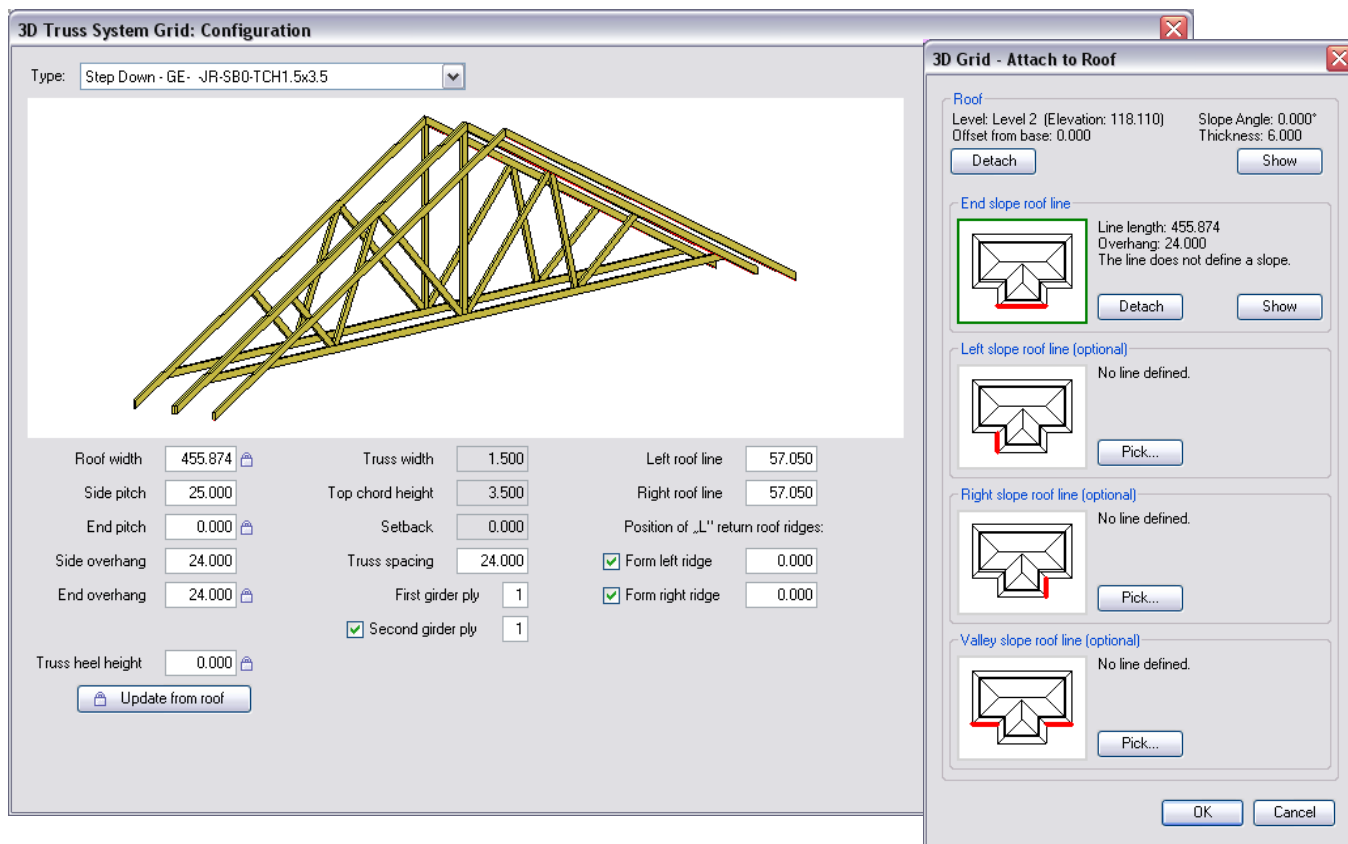 3D Truss System Grid: Configuration
Type: Step Down - GE- -JR-SB0-TCH1.5x3.5
Roof width 455.874
Side pitch 25.000
End pitch 0.000
Side overhang 24.000
End overhang 24.000
Truss heel height 0.000
Update from roof
Truss width 1.500
Top chord height 3.500
Setback 0.000
Truss spacing 24.000
First girder ply 1
Second girder ply 1
Left roof line 57.050
Right roof line 57.050
Position of „L" return roof ridges:
Form left ridge 0.000
Form right ridge 0.000
3D Grid - Attach to Roof
Roof
Level: Level 2 (Elevation: 118.110) Slope Angle: 0.000°
Offset from base: 0.000 Thickness: 6.000
Detach Show
End slope roof line
Line length: 455.874
Overhang: 24.000
The line does not define a slope.
Detach Show
Left slope roof line (optional)
No line defined.
Pick...
Right slope roof line (optional)
No line defined.
Pick...
Valley slope roof line (optional)
No line defined.
Pick...
OK Cancel